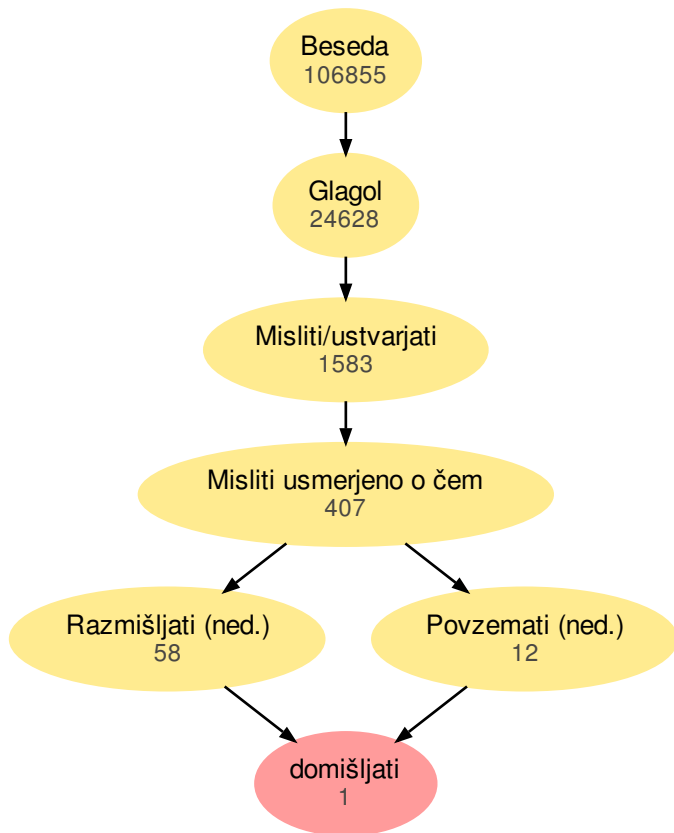 Beseda
106855
Glagol
24628
Misliti/ustvarjati
1583
Misliti usmerjeno o čem
407
Razmišljati (ned.)
58
Povzemati (ned.)
12
domišljati
1